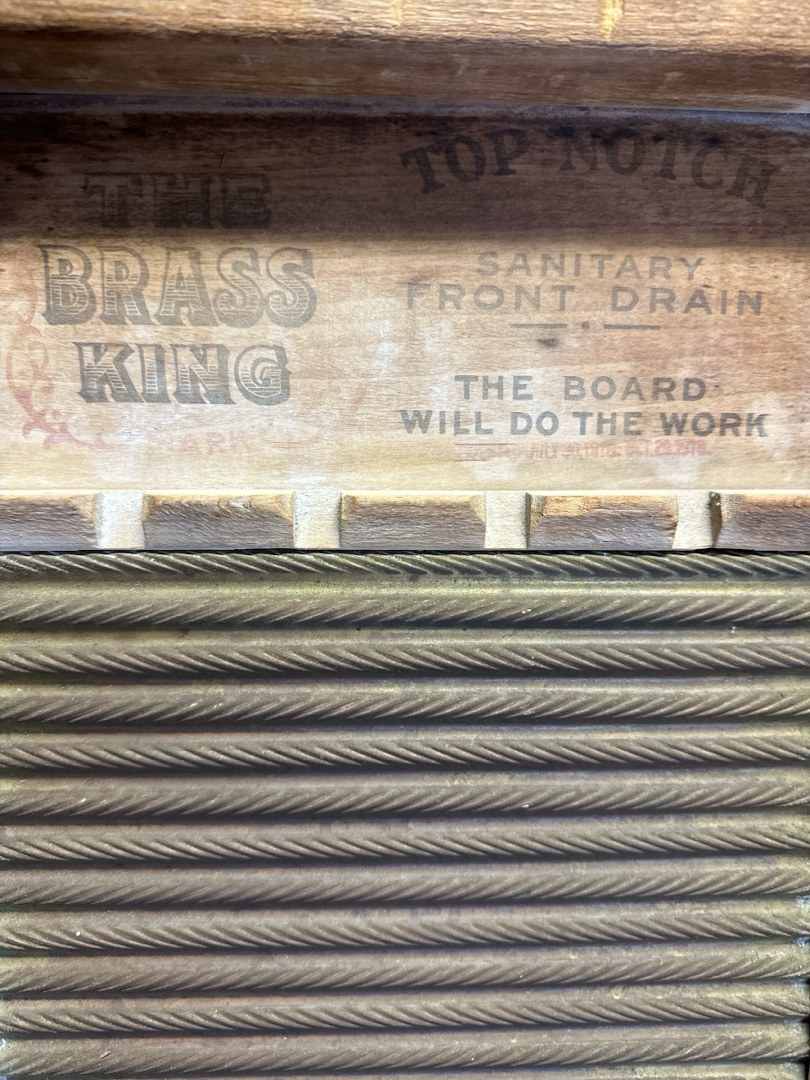 THE
BRASS
KING
TOP NOTCH
SANITARY
FRONT DRAIN
THE BOARD
WILL DO THE WORK